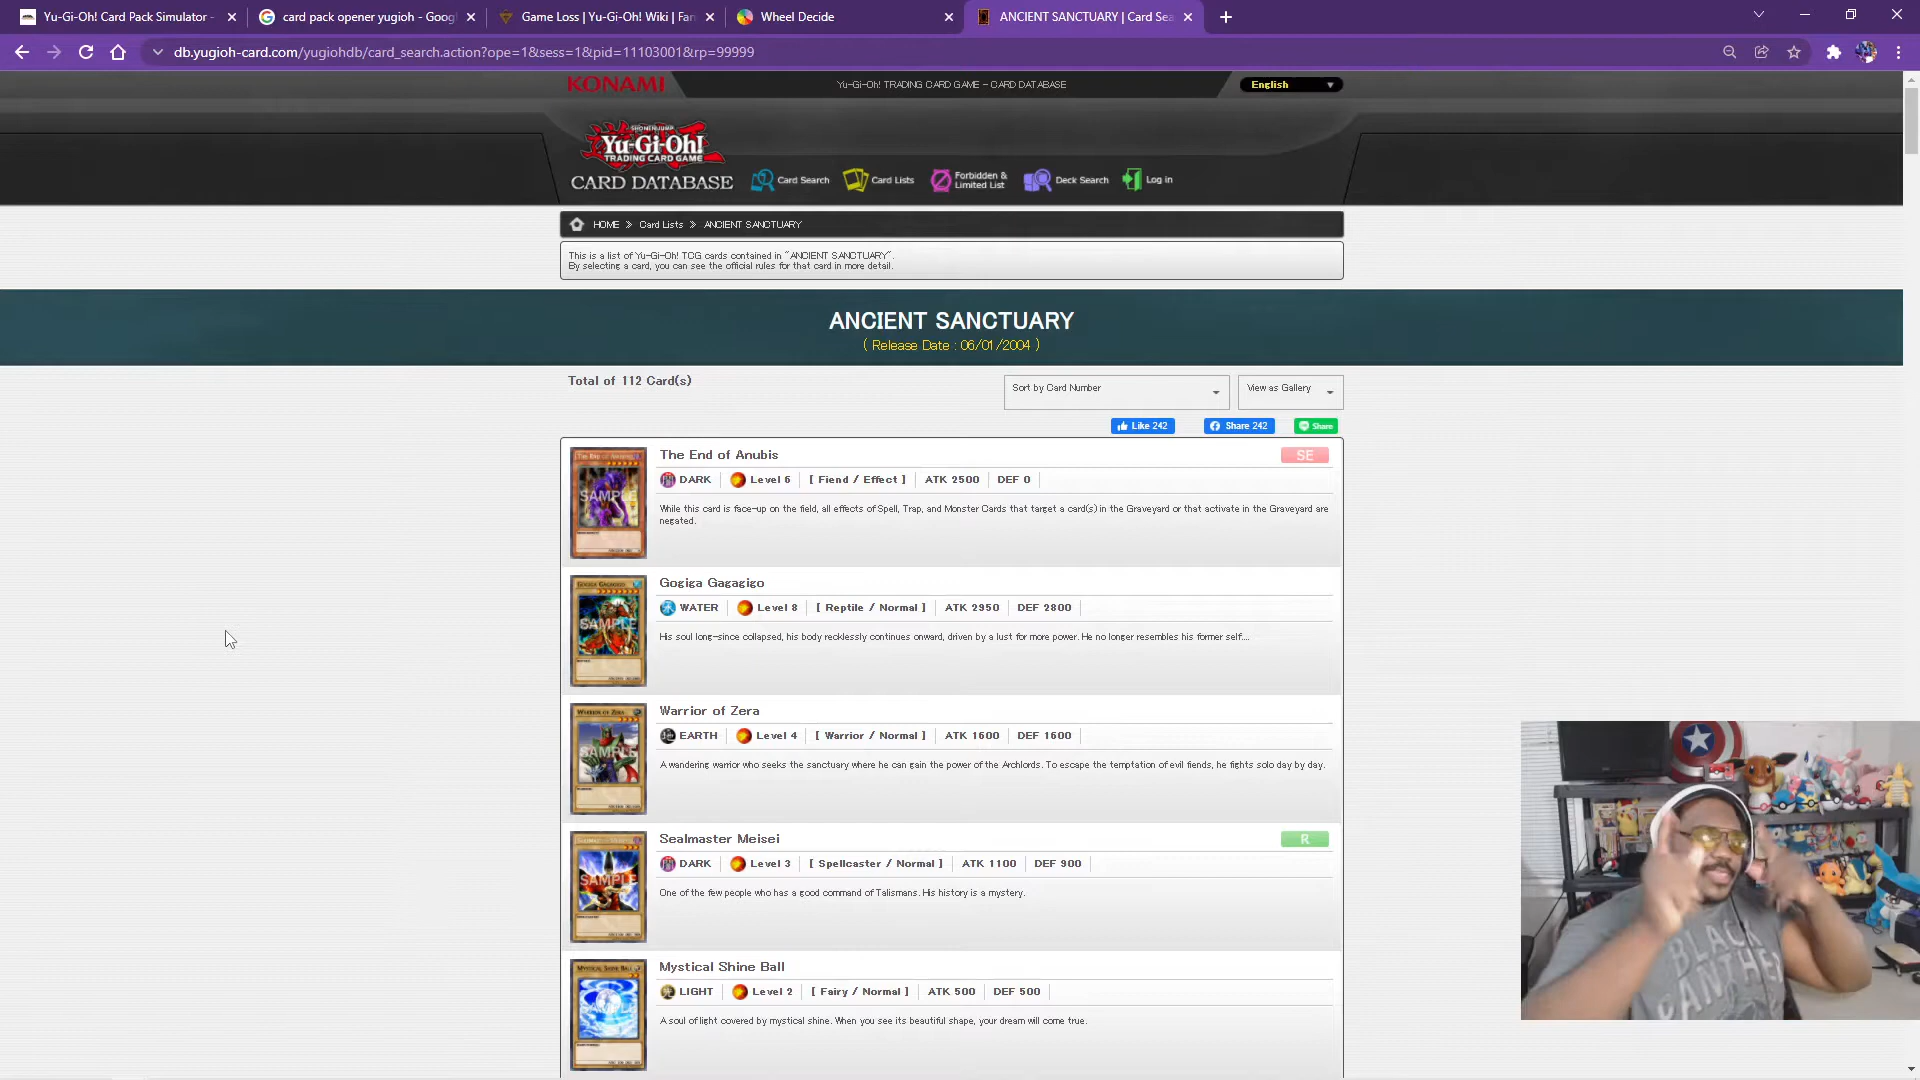 Yu-Gi-Oh! Card Pack Simulator -
card pack opener yugioh - Goog
Game Loss | Yu-Gi-Oh! Wiki | Fan
Wheel Decide
ANCIENT SANCTUARY | Card Sea
db.yugioh-card.com/yugiohdb/card_search.action?ope=1&sess=1&pid=11103001&rp=99999
KONAMI
Yu-Gi-Oh! TRADING CARD GAME - CARD DATABASE
English
SHONEN JUMP
Yu-Gi-Oh!
TRADING CARD GAME
CARD DATABASE
Card Search
Card Lists
Forbidden &
Limited List
Deck Search
Log in
HOME » Card Lists » ANCIENT SANCTUARY
This is a list of Yu-Gi-Oh! TCG cards contained in "ANCIENT SANCTUARY".
By selecting a card, you can see the official rules for that card in more detail.
ANCIENT SANCTUARY
( Release Date : 06/01/2004 )
Total of 112 Card(s)
Sort by Card Number
View as Gallery
Like 242
Share 242
Share
The End of Anubis
SE
DARK Level 6 [ Fiend / Effect ] ATK 2500 DEF 0
While this card is face-up on the field, all effects of Spell, Trap, and Monster Cards that target a card(s) in the Graveyard or that activate in the Graveyard are
negated.
SAMPLE
Gogiga Gagagigo
WATER Level 8 [ Reptile / Normal ] ATK 2950 DEF 2800
His soul long-since collapsed, his body recklessly continues onward, driven by a lust for more power. He no longer resembles his former self....
SAMPLE
Warrior of Zera
EARTH Level 4 [ Warrior / Normal ] ATK 1600 DEF 1600
A wandering warrior who seeks the sanctuary where he can gain the power of the Archlords. To escape the temptation of evil fiends, he fights solo day by day.
SAMPLE
Sealmaster Meisei
R
DARK Level 3 [ Spellcaster / Normal ] ATK 1100 DEF 900
One of the few people who has a good command of Talismans. His history is a mystery.
SAMPLE
Mystical Shine Ball
LIGHT Level 2 [ Fairy / Normal ] ATK 500 DEF 500
A soul of light covered by mystical shine. When you see its beautiful shape, your dream will come true.
SAMPLE
BLACK
PANTHER